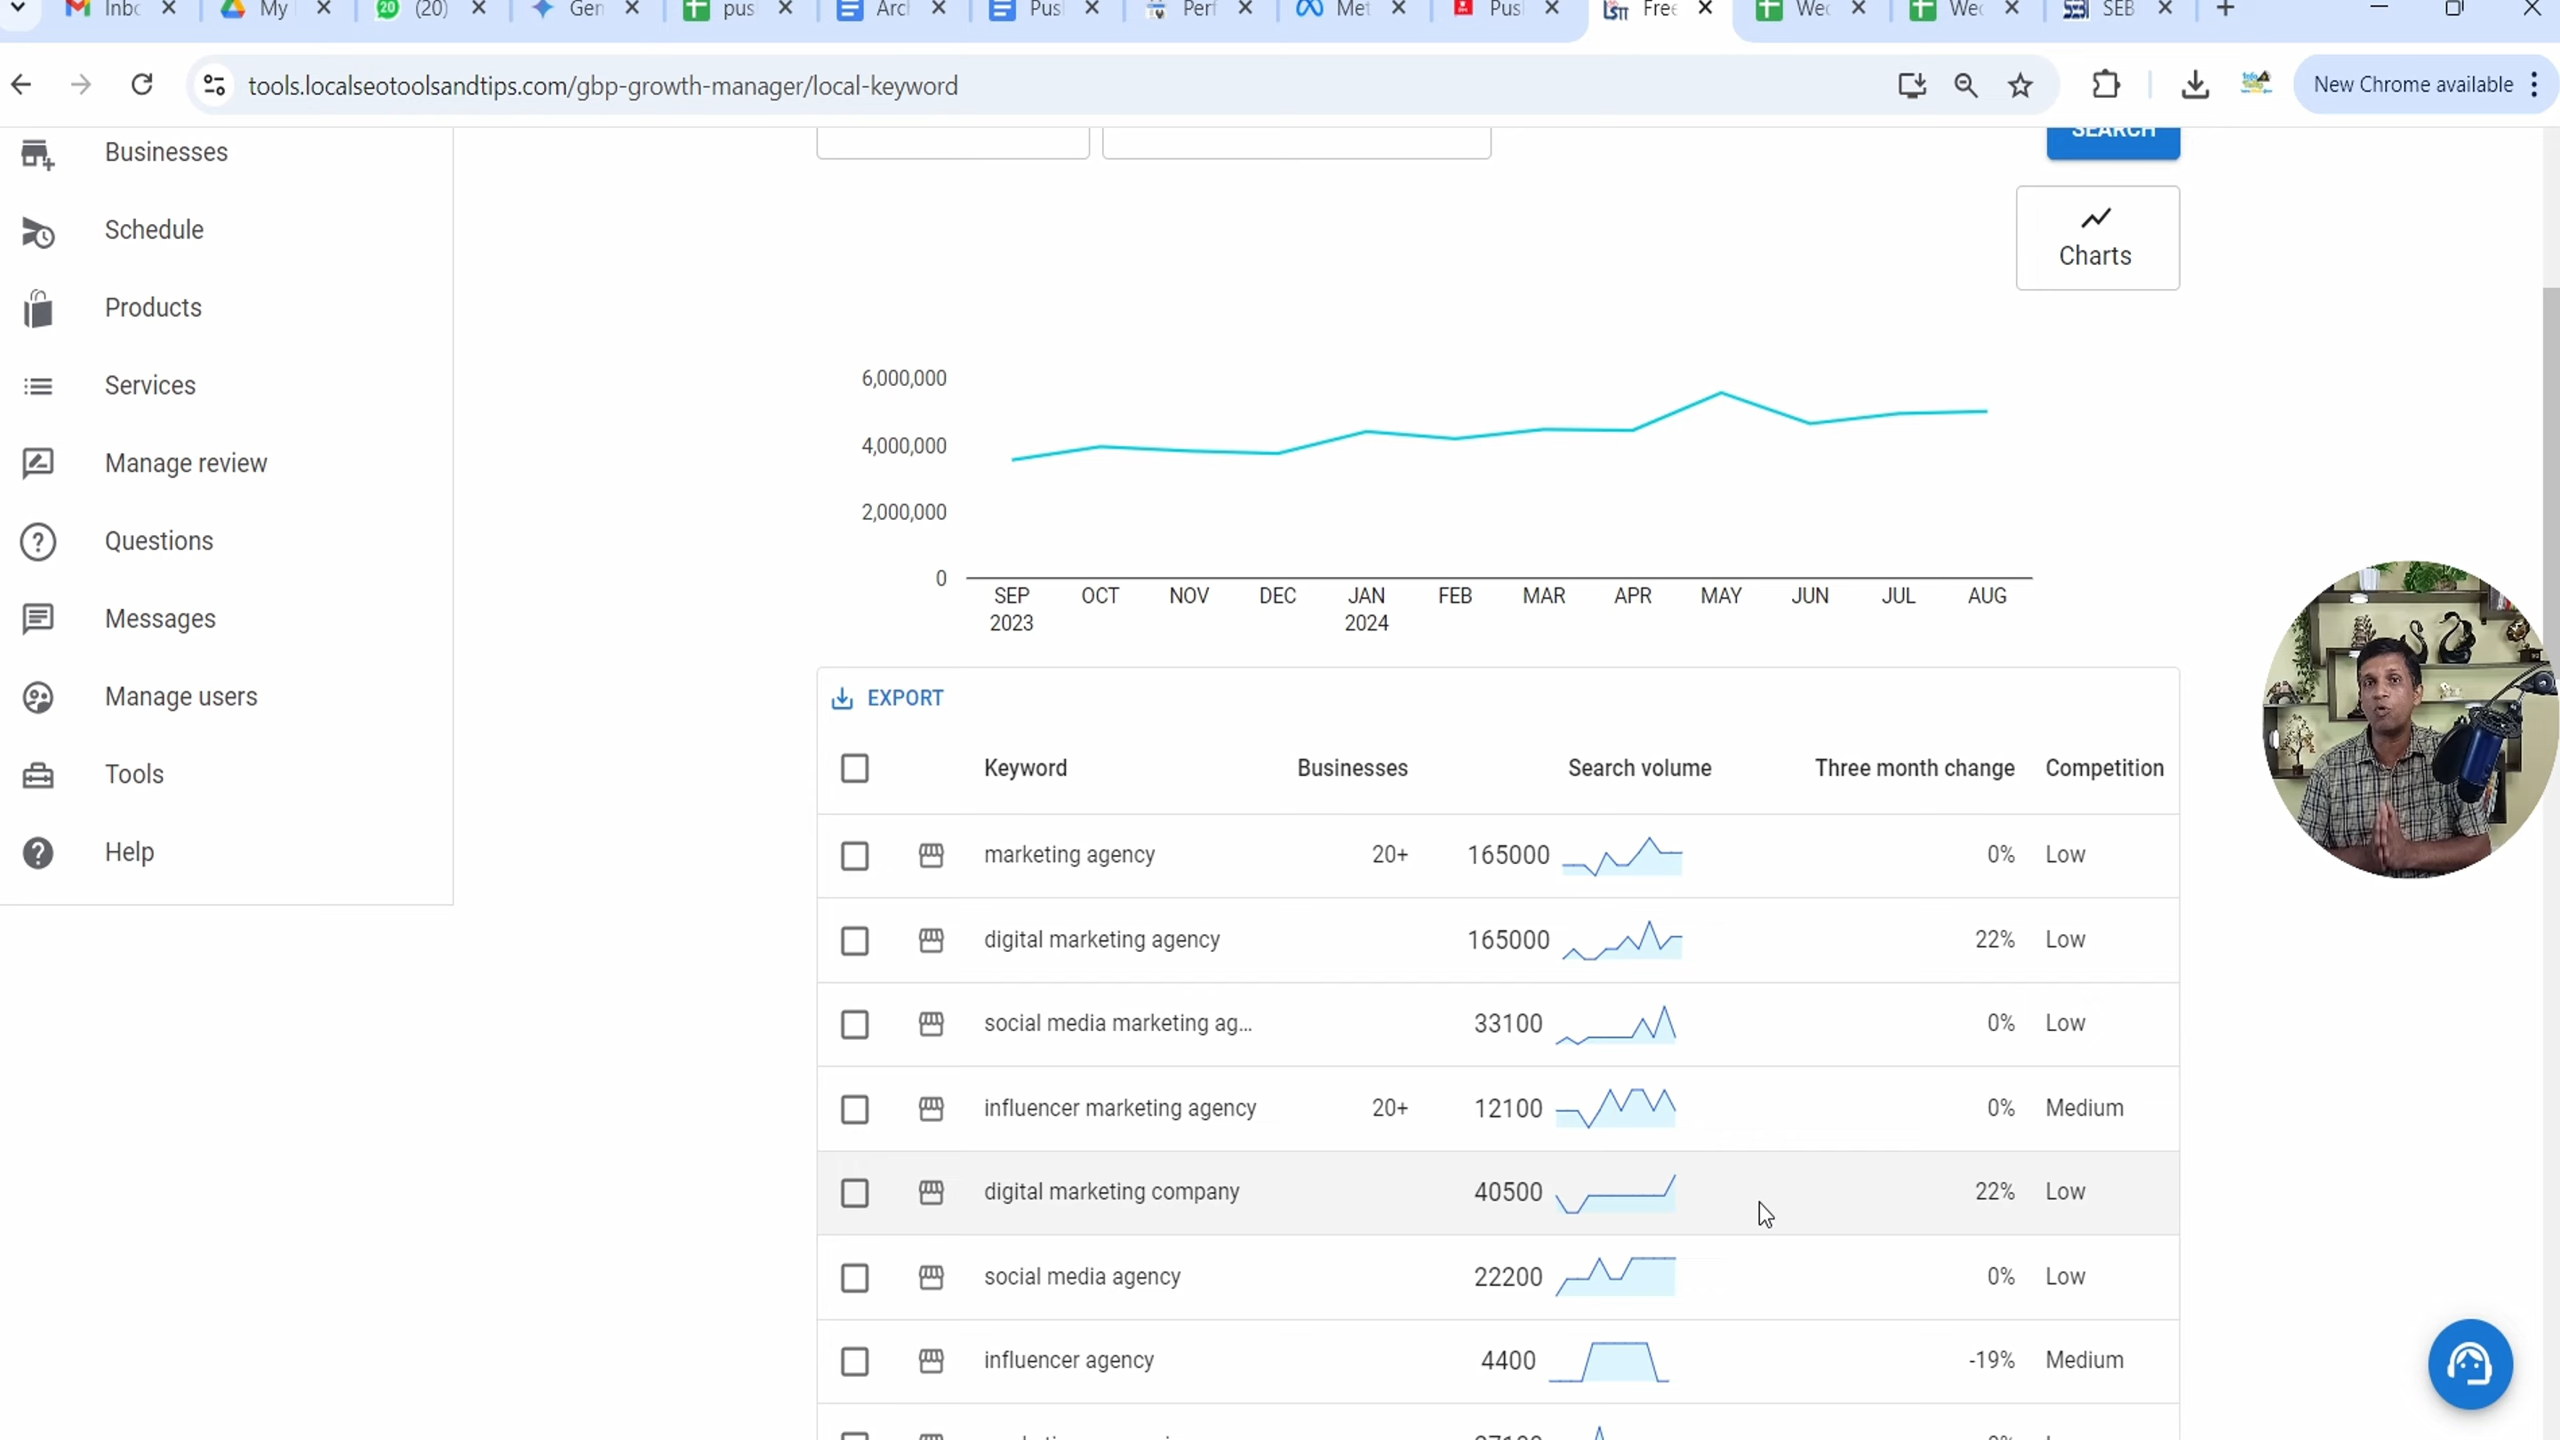 Inbc
My
(20)
Gen
pus
Arcl
Pus
Perf
Met
Pusl
Free
Wec
Wec
SEB
tools.localseotoolsandtips.com/gbp-growth-manager/local-keyword
New Chrome available
Businesses
Schedule
Products
Services
Manage review
Questions
Messages
Manage users
Tools
Help
SEARCH
Charts
6,000,000
4,000,000
2,000,000
0
SEP OCT NOV DEC JAN FEB MAR APR MAY JUN JUL AUG
2023 2024
EXPORT
Keyword Businesses Search volume Three month change Competition
marketing agency 20+ 165000 0% Low
digital marketing agency 165000 22% Low
social media marketing ag... 33100 0% Low
influencer marketing agency 20+ 12100 0% Medium
digital marketing company 40500 22% Low
social media agency 22200 0% Low
influencer agency 4400 -19% Medium